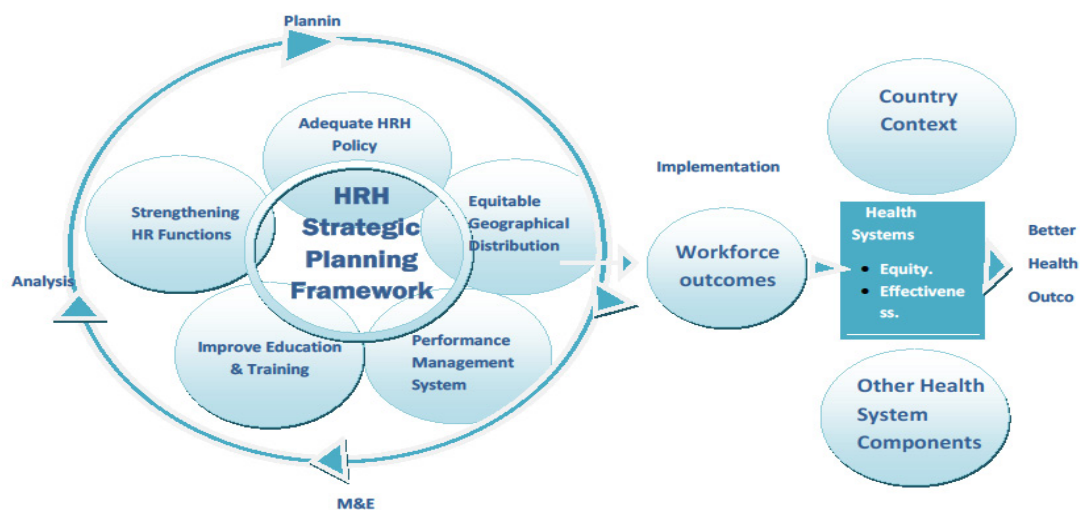 Plannin
Adequate HRH
Policy
Strengthening
HR Functions
HRH
Strategic
Planning
Framework
Equitable
Geographical
Distribution
Improve Education
& Training
Performance
Management
System
Analysis
M&E
Implementation
Workforce
outcomes
Country
Context
Health
Systems
• Equity.
• Effectivene
ss.
Other Health
System
Components
Better
Health
Outco